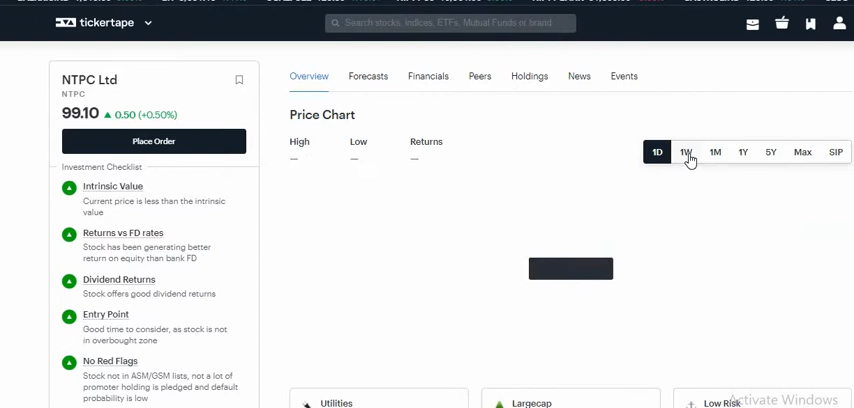 tickertape
Search stocks, indices, ETFs, Mutual Funds or brand
NTPC Ltd
NTPC
99.10 ▲ 0.50 (+0.50%)
Place Order
Investment Checklist
Intrinsic Value
Current price is less than the intrinsic
value
Returns vs FD rates
Stock has been generating better
return on equity than bank FD
Dividend Returns
Stock offers good dividend returns
Entry Point
Good time to consider, as stock is not
in overbought zone
No Red Flags
Stock not in ASM/GSM lists, not a lot of
promoter holding is pledged and default
probability is low
Overview Forecasts Financials Peers Holdings News Events
Price Chart
High Low Returns
— — —
1D 1W 1M 1Y 5Y Max SIP
Utilities Largecap Low Risk
Activate Windows